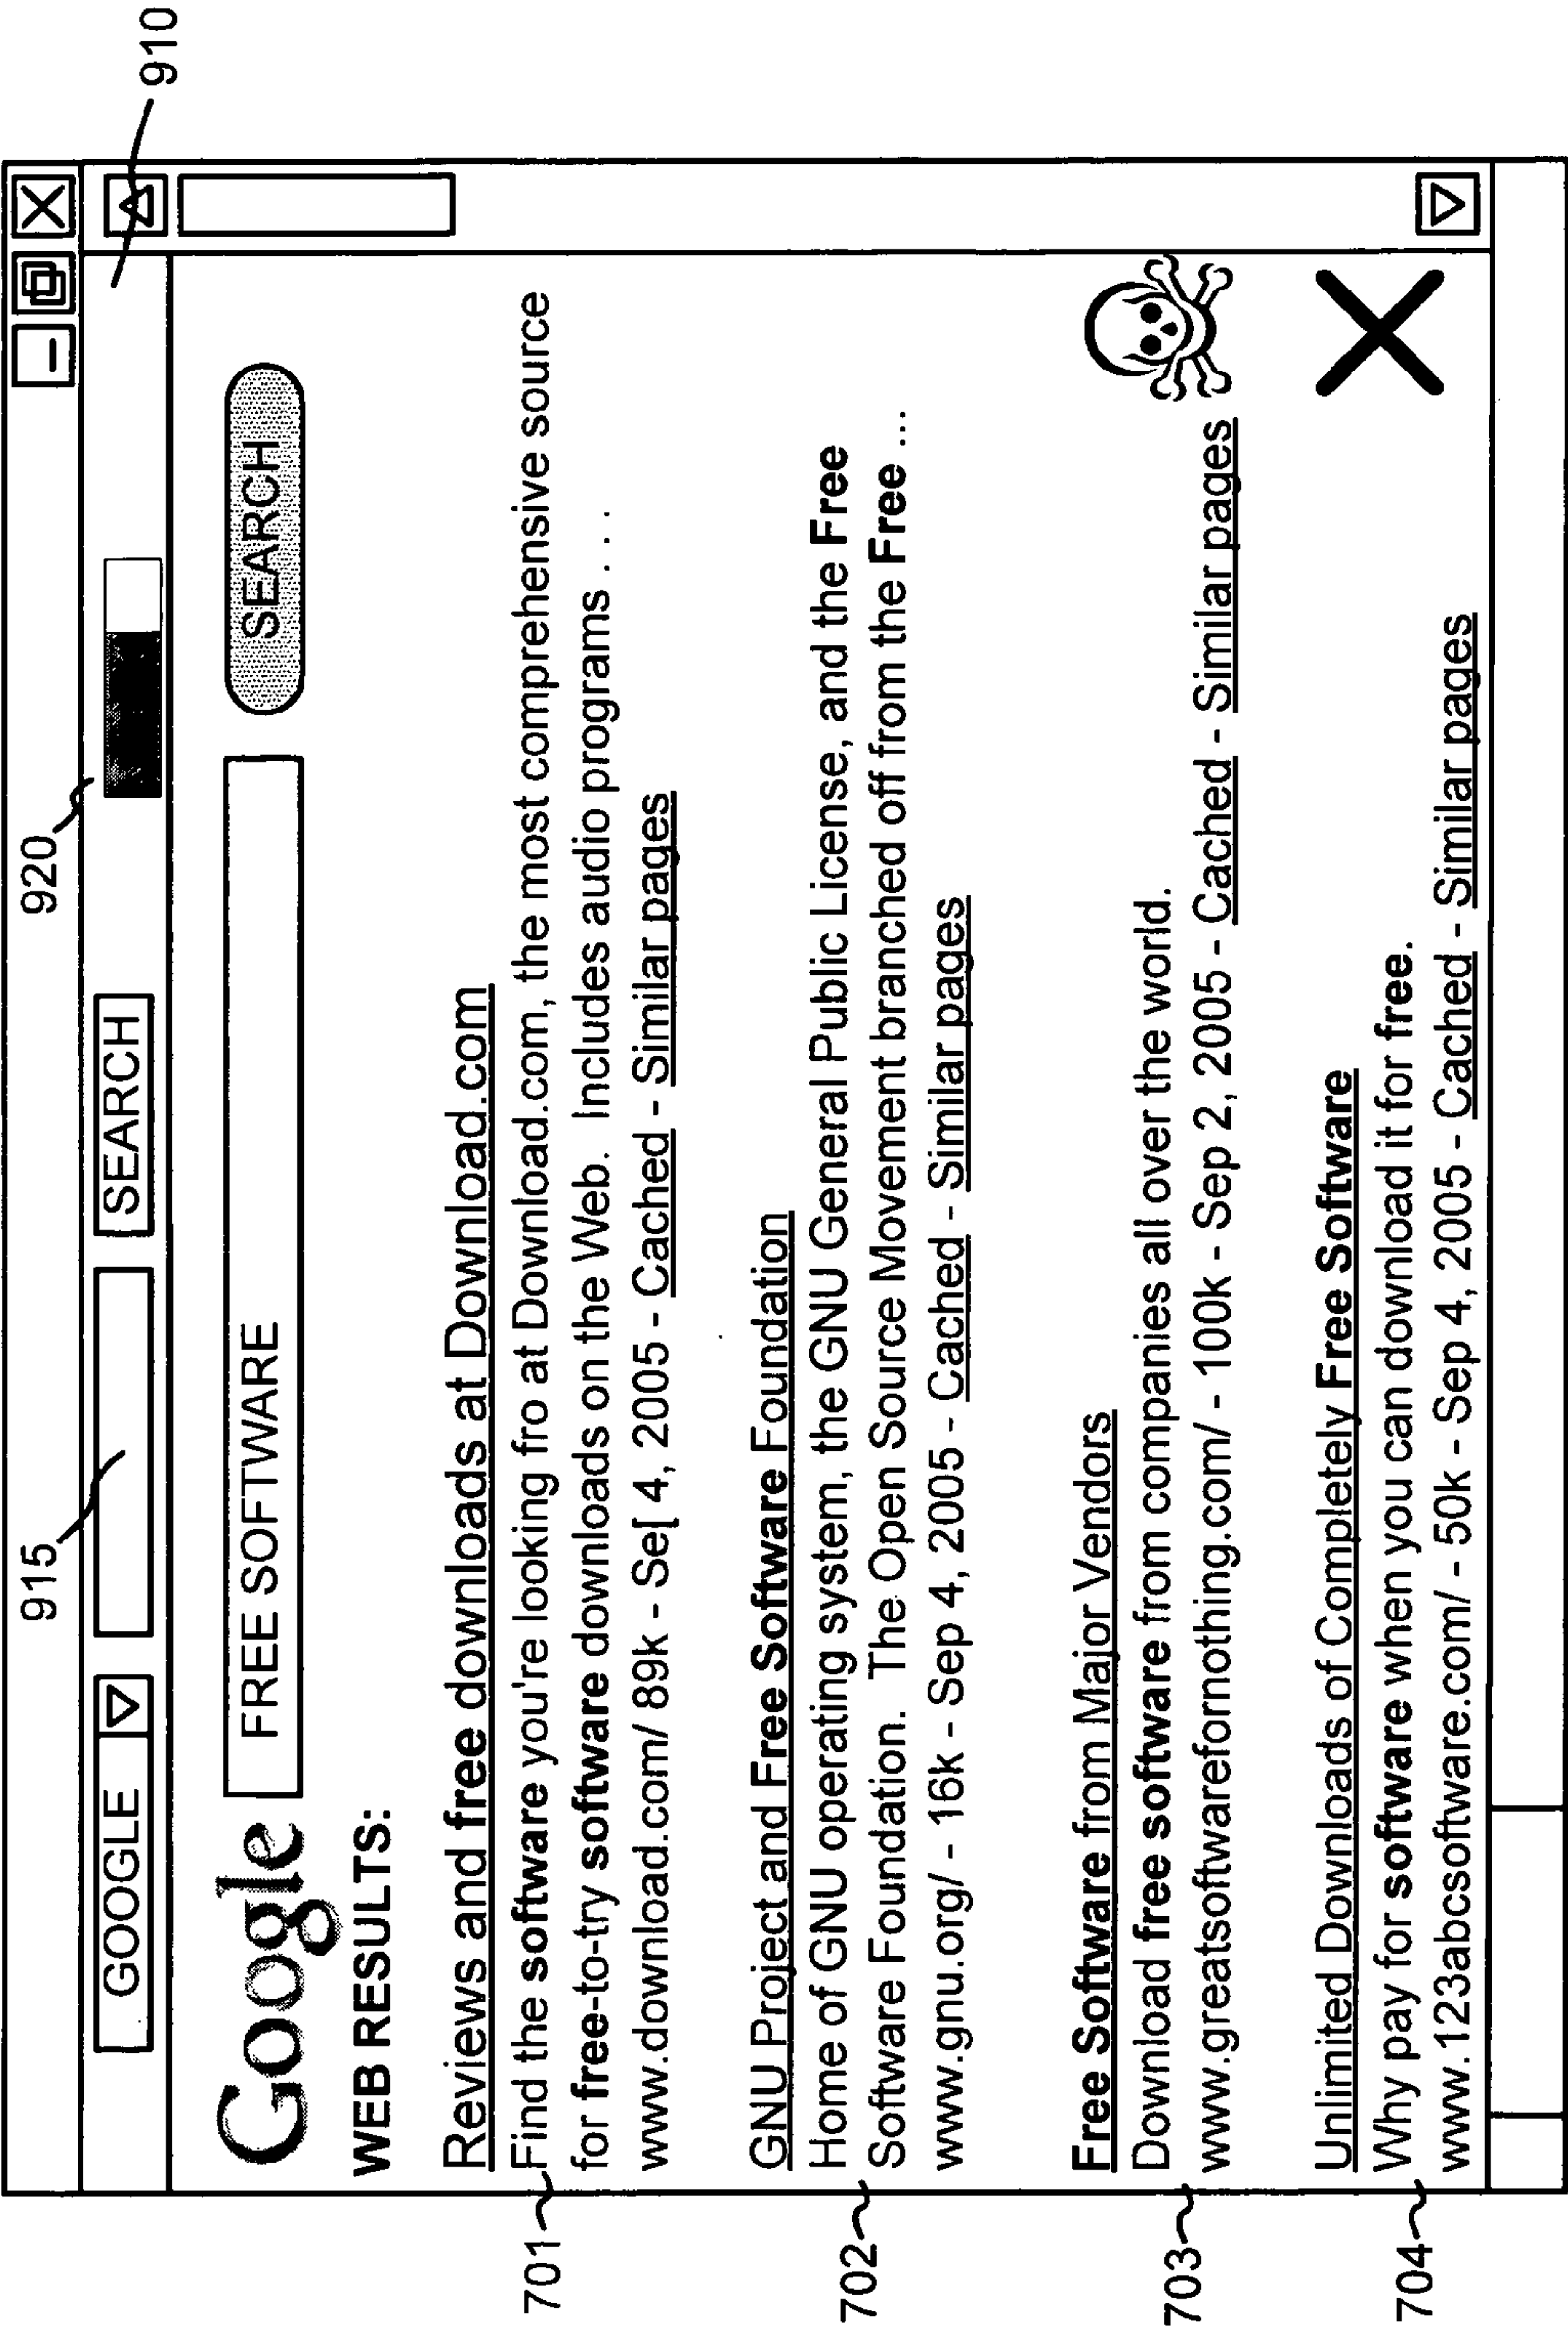 910
920
915
GOOGLE SEARCH
Google FREE SOFTWARE SEARCH
WEB RESULTS:
Reviews and free downloads at Download.com
701 Find the software you're looking fro at Download.com, the most comprehensive source
for free-to-try software downloads on the Web. Includes audio programs . . .
www.download.com/ 89k - Se[ 4, 2005 - Cached - Similar pages
GNU Project and Free Software Foundation
702 Home of GNU operating system, the GNU General Public License, and the Free
Software Foundation. The Open Source Movement branched off from the Free ...
www.gnu.org/ - 16k - Sep 4, 2005 - Cached - Similar pages
Free Software from Major Vendors
Download free software from companies all over the world.
703 www.greatsoftwarefornothing.com/ - 100k - Sep 2, 2005 - Cached - Similar pages
Unlimited Downloads of Completely Free Software
Why pay for software when you can download it for free.
704 www.123abcsoftware.com/ - 50k - Sep 4, 2005 - Cached - Similar pages